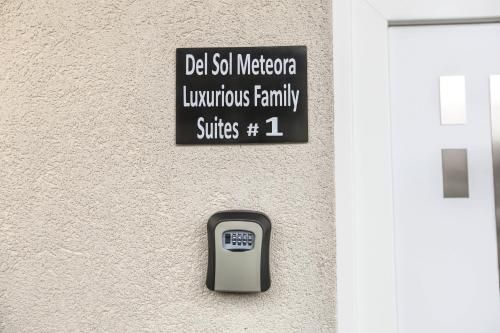 Del Sol Meteora
Luxurious Family
Suites # 1